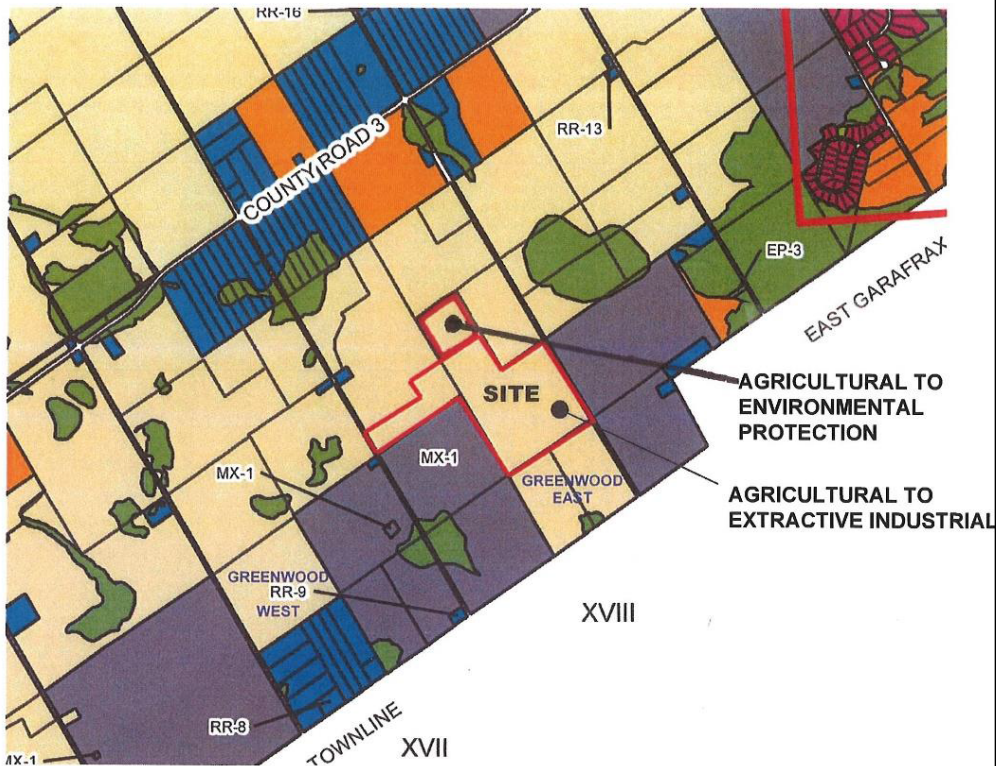 RR-16
COUNTY ROAD 3
RR-13
EP-3
EAST GARAFRAX
SITE
AGRICULTURAL TO
ENVIRONMENTAL
PROTECTION
MX-1
MX-1
GREENWOOD
EAST
AGRICULTURAL TO
EXTRACTIVE INDUSTRIAL
GREENWOOD
RR-9
WEST
XVIII
RR-8
TOWNLINE
XVII
MX-1